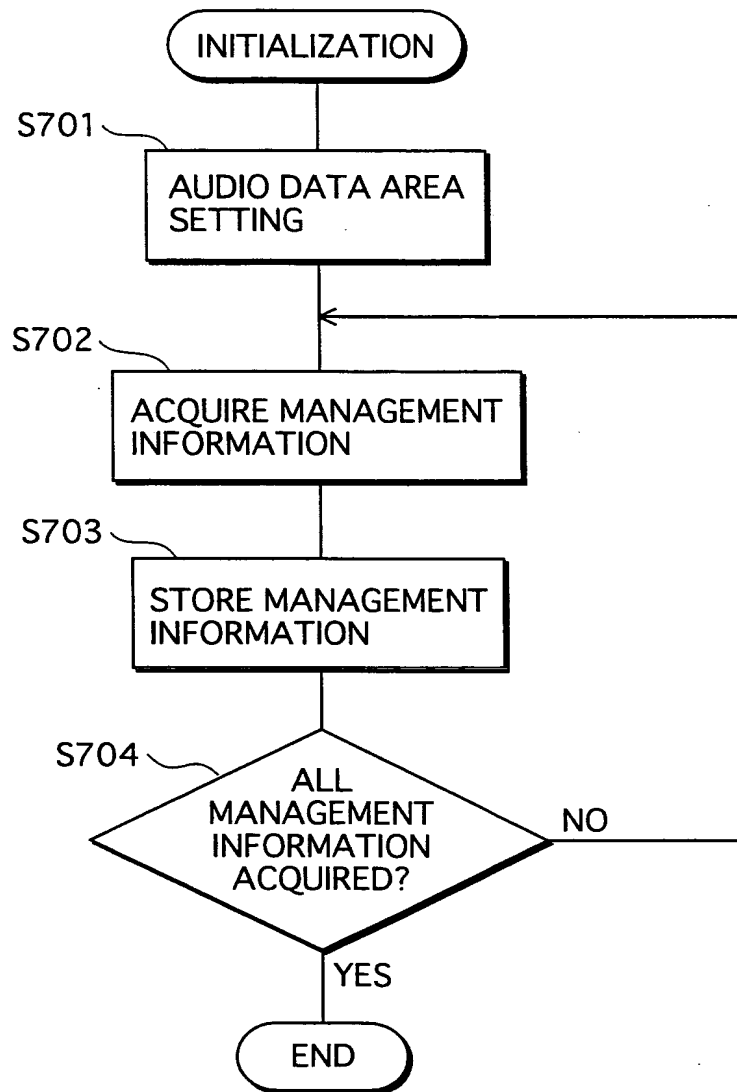 INITIALIZATION
S701
AUDIO DATA AREA
SETTING
S702
ACQUIRE MANAGEMENT
INFORMATION
S703
STORE MANAGEMENT
INFORMATION
S704
ALL
MANAGEMENT
INFORMATION
ACQUIRED?
NO
YES
END